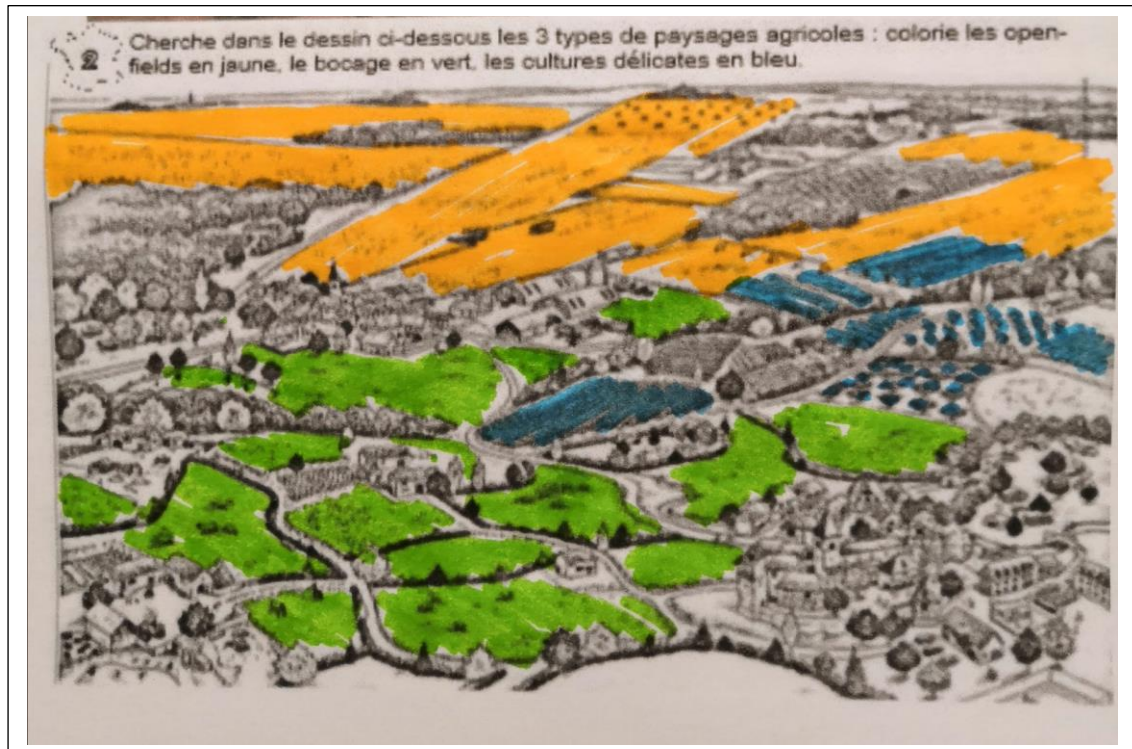 2 Cherche dans le dessin ci-dessous les 3 types de paysages agricoles : colorie les open-
fields en jaune, le bocage en vert, les cultures délicates en bleu.